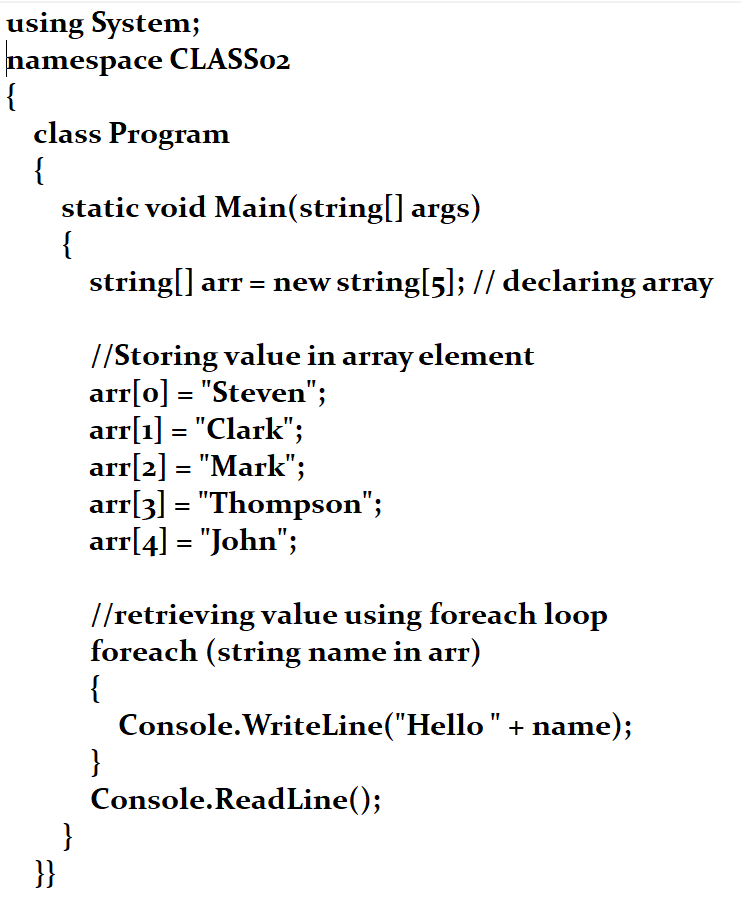 using System;
namespace CLASS02
{
class Program
{
static void Main(string[] args)
{
string[] arr = new string[5]; // declaring array
//Storing value in array element
arr[0] = "Steven";
arr[1] = "Clark";
arr[2] = "Mark";
arr[3] = "Thompson";
arr[4] = "John";
//retrieving value using foreach loop
foreach (string name in arr)
{
Console.WriteLine("Hello " + name);
}
Console.ReadLine();
}
}}